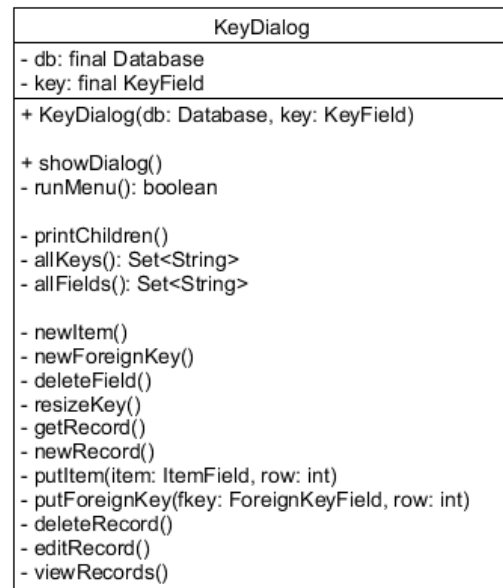 KeyDialog
- db: final Database
- key: final KeyField
+ KeyDialog(db: Database, key: KeyField)
+ showDialog()
- runMenu(): boolean
- printChildren()
- allKeys(): Set<String>
- allFields(): Set<String>
- newItem()
- newForeignKey()
- deleteField()
- resizeKey()
- getRecord()
- newRecord()
- putItem(item: ItemField, row: int)
- putForeignKey(fkey: ForeignKeyField, row: int)
- deleteRecord()
- editRecord()
- viewRecords()